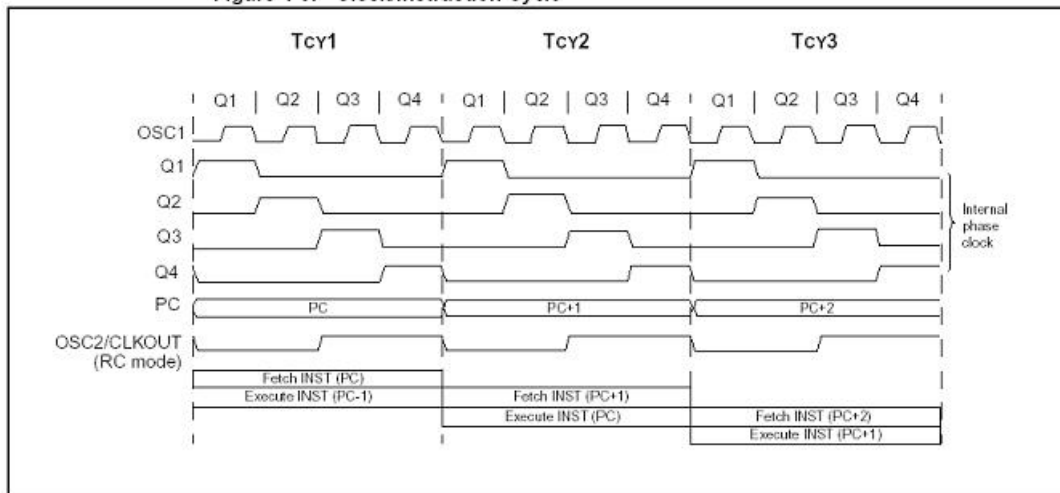 TCY1 TCY2 TCY3
Q1 Q2 Q3 Q4 Q1 Q2 Q3 Q4 Q1 Q2 Q3 Q4
OSC1
Q1
Q2
Q3
Q4
Internal
phase
clock
PC PC PC+1 PC+2
OSC2/CLKOUT
(RC mode)
Fetch INST (PC)
Execute INST (PC-1) Fetch INST (PC+1)
Execute INST (PC) Fetch INST (PC+2)
Execute INST (PC+1)